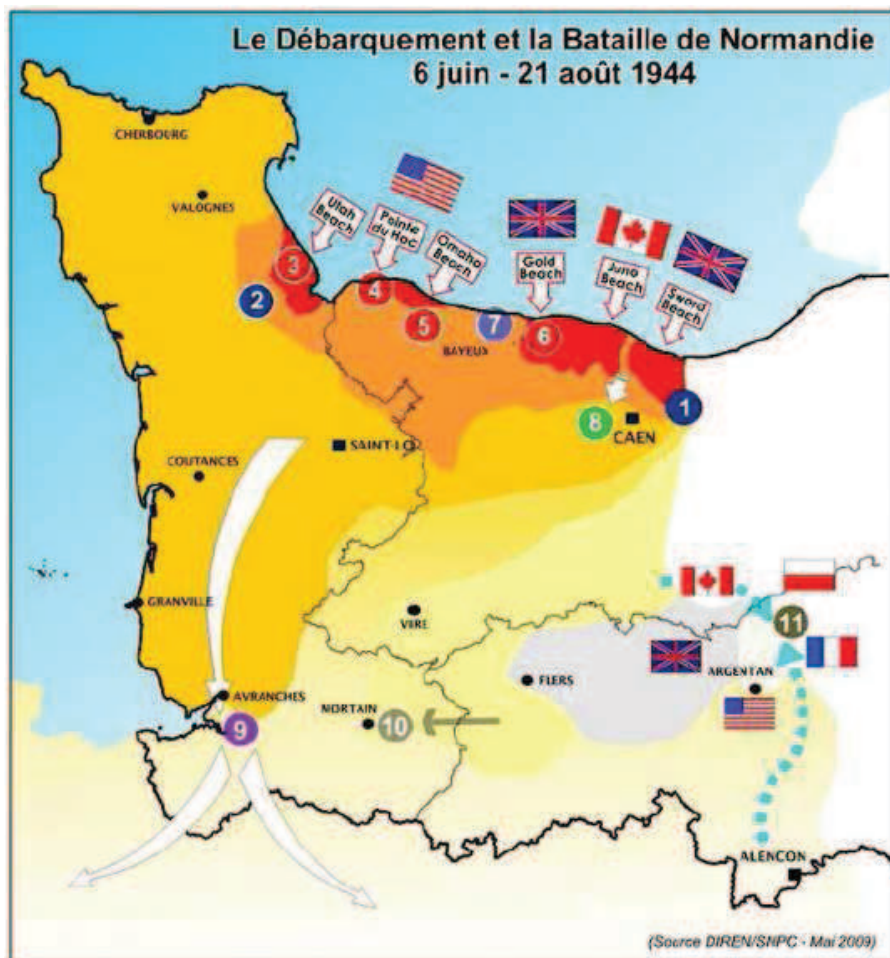 Le Débarquement et la Bataille de Normandie
6 juin - 21 août 1944
CHERBOURG
VALOGNES
Utah
Beach
Pointe
du Hoc
Omaha
Beach
Gold
Beach
Juno
Beach
Sword
Beach
3
2
4
5
7
6
BAYEUX
1
8
CAEN
SAINT-LO
COUTANCES
GRANVILLE
VIRE
11
FLERS
ARGENTAN
AVRANCHES
MORTAIN
9
10
ALENCON
(Source DIREN/SNPC - Mai 2009)